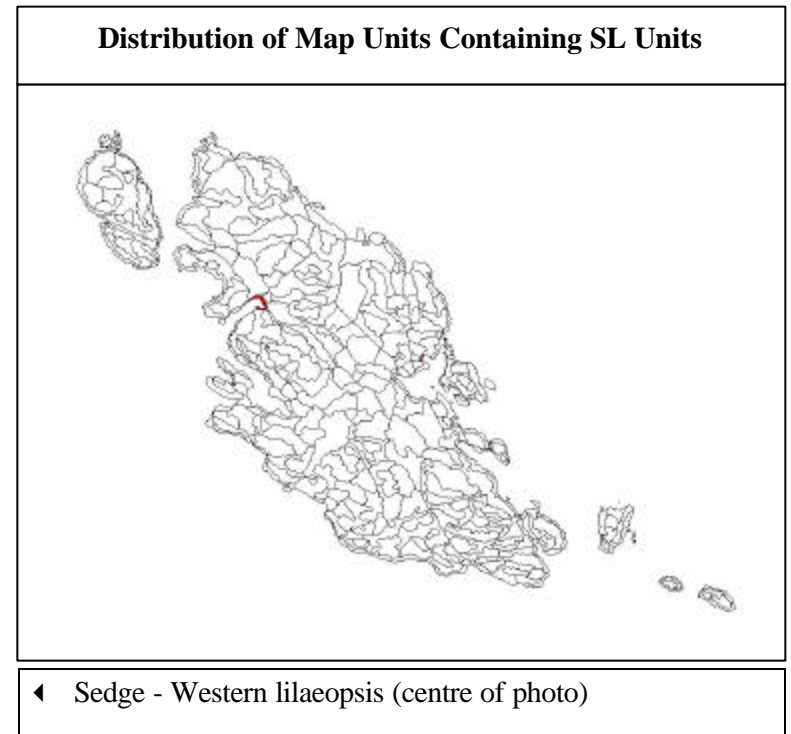 Distribution of Map Units Containing SL Units
Sedge - Western lilaeopsis (centre of photo)